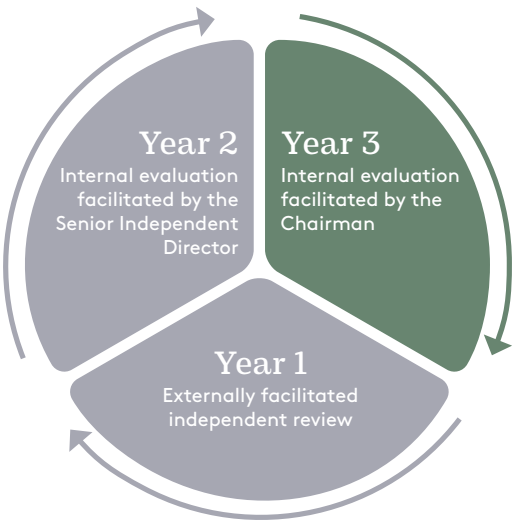 Year 2
Internal evaluation
facilitated by the
Senior Independent
Director
Year 3
Internal evaluation
facilitated by the
Chairman
Year 1
Externally facilitated
independent review